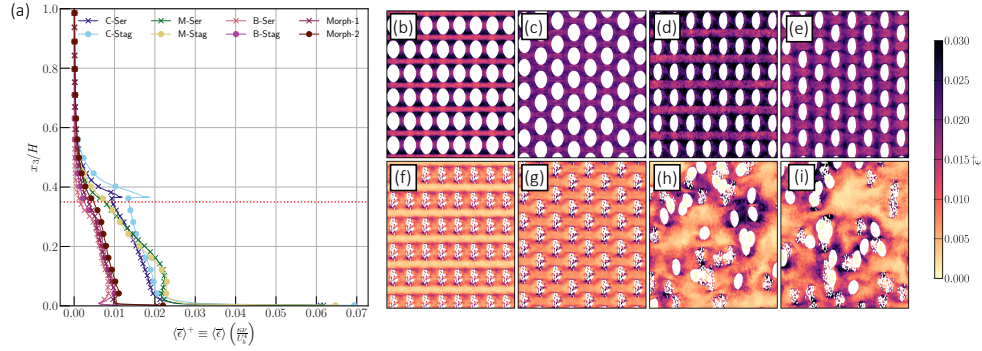 (a)
1.0
0.8
0.6
0.4
0.2
0.0
x₃/H
C-Ser M-Ser B-Ser Morph-1
C-Stag M-Stag B-Stag Morph-2
0.00 0.01 0.02 0.03 0.04 0.05 0.06 0.07
⟨ε̅⟩⁺ ≡ ⟨ε̅⟩ (κν/U⁴
(b) (c) (d) (e)
(f) (g) (h) (i)
0.030
0.025
0.020
0.015
0.010
0.005
0.000